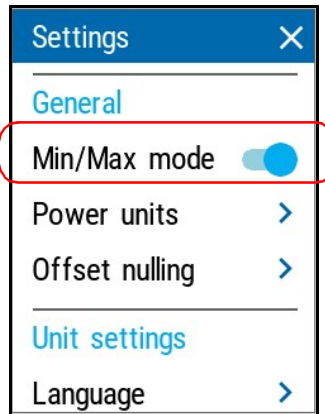 Settings
General
Min/Max mode
Power units
Offset nulling
Unit settings
Language